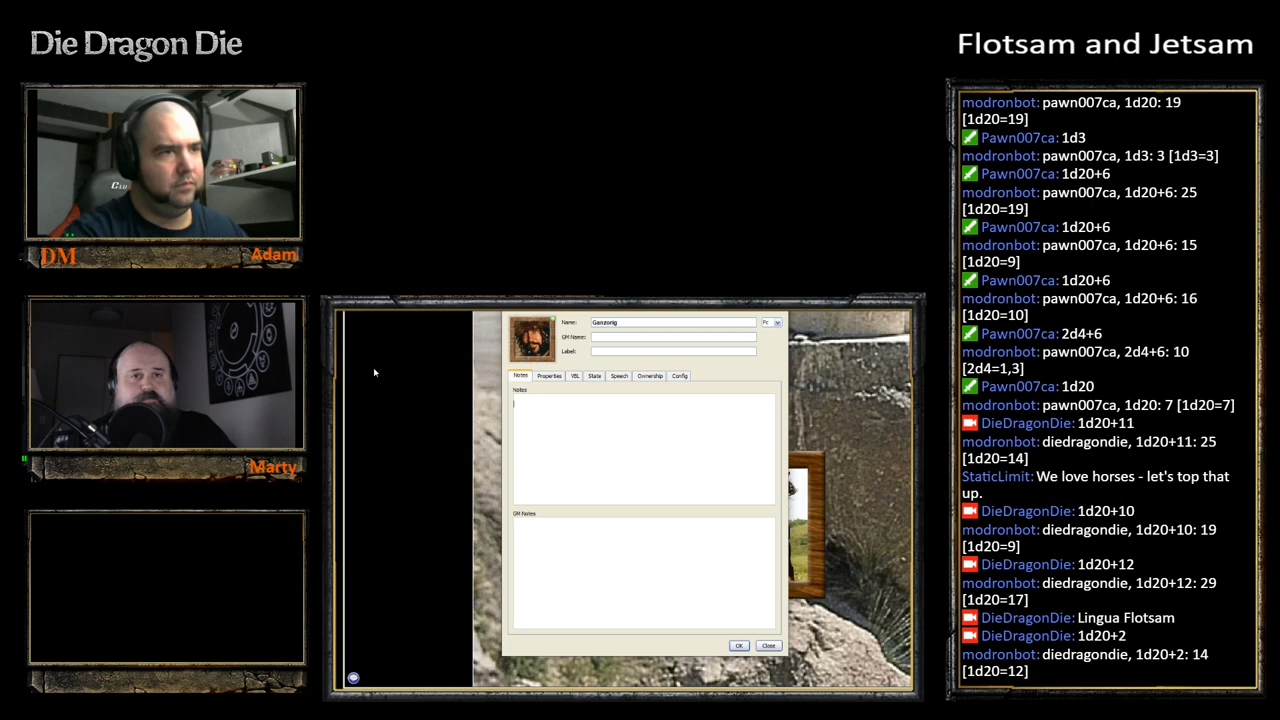 Die Dragon Die
Flotsam and Jetsam
DM
Adam
Marty
Name:
Ganzorig
Pc
GM Name:
Label:
Notes
Properties
VBL
State
Speech
Ownership
Config
Notes
GM Notes
OK
Close
modronbot: pawn007ca, 1d20: 19
[1d20=19]
Pawn007ca: 1d3
modronbot: pawn007ca, 1d3: 3 [1d3=3]
Pawn007ca: 1d20+6
modronbot: pawn007ca, 1d20+6: 25
[1d20=19]
Pawn007ca: 1d20+6
modronbot: pawn007ca, 1d20+6: 15
[1d20=9]
Pawn007ca: 1d20+6
modronbot: pawn007ca, 1d20+6: 16
[1d20=10]
Pawn007ca: 2d4+6
modronbot: pawn007ca, 2d4+6: 10
[2d4=1,3]
Pawn007ca: 1d20
modronbot: pawn007ca, 1d20: 7 [1d20=7]
DieDragonDie: 1d20+11
modronbot: diedragondie, 1d20+11: 25
[1d20=14]
StaticLimit: We love horses - let's top that
up.
DieDragonDie: 1d20+10
modronbot: diedragondie, 1d20+10: 19
[1d20=9]
DieDragonDie: 1d20+12
modronbot: diedragondie, 1d20+12: 29
[1d20=17]
DieDragonDie: Lingua Flotsam
DieDragonDie: 1d20+2
modronbot: diedragondie, 1d20+2: 14
[1d20=12]